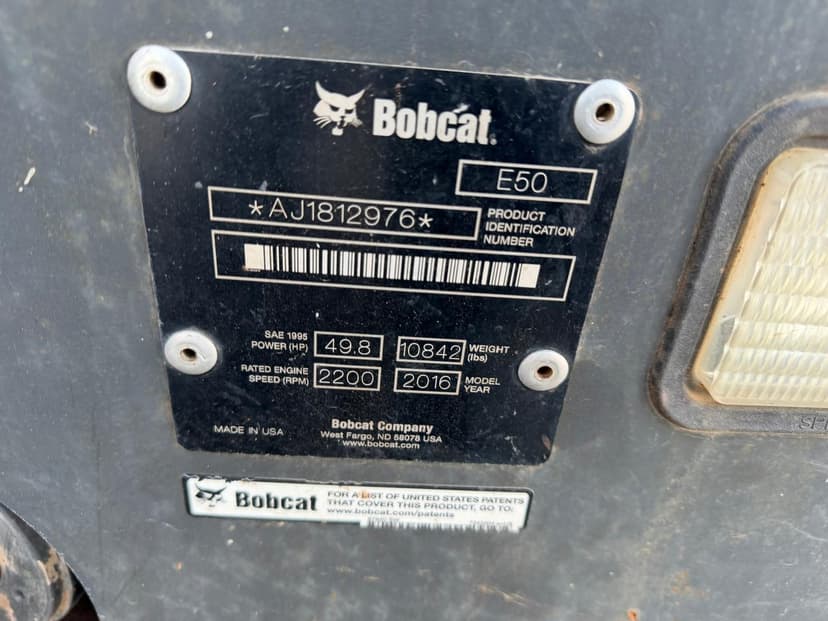 Bobcat
E50
*AJ1812976*
PRODUCT
IDENTIFICATION
NUMBER
SAE 1995
POWER (HP)
49.8
10842
WEIGHT
(lbs)
RATED ENGINE
SPEED (RPM)
2200
2016
MODEL
YEAR
MADE IN USA
Bobcat Company
West Fargo, ND 58078 USA
www.bobcat.com
Bobcat
FOR A LIST OF UNITED STATES PATENTS
THAT COVER THIS PRODUCT, GO TO:
www.bobcat.com/patents